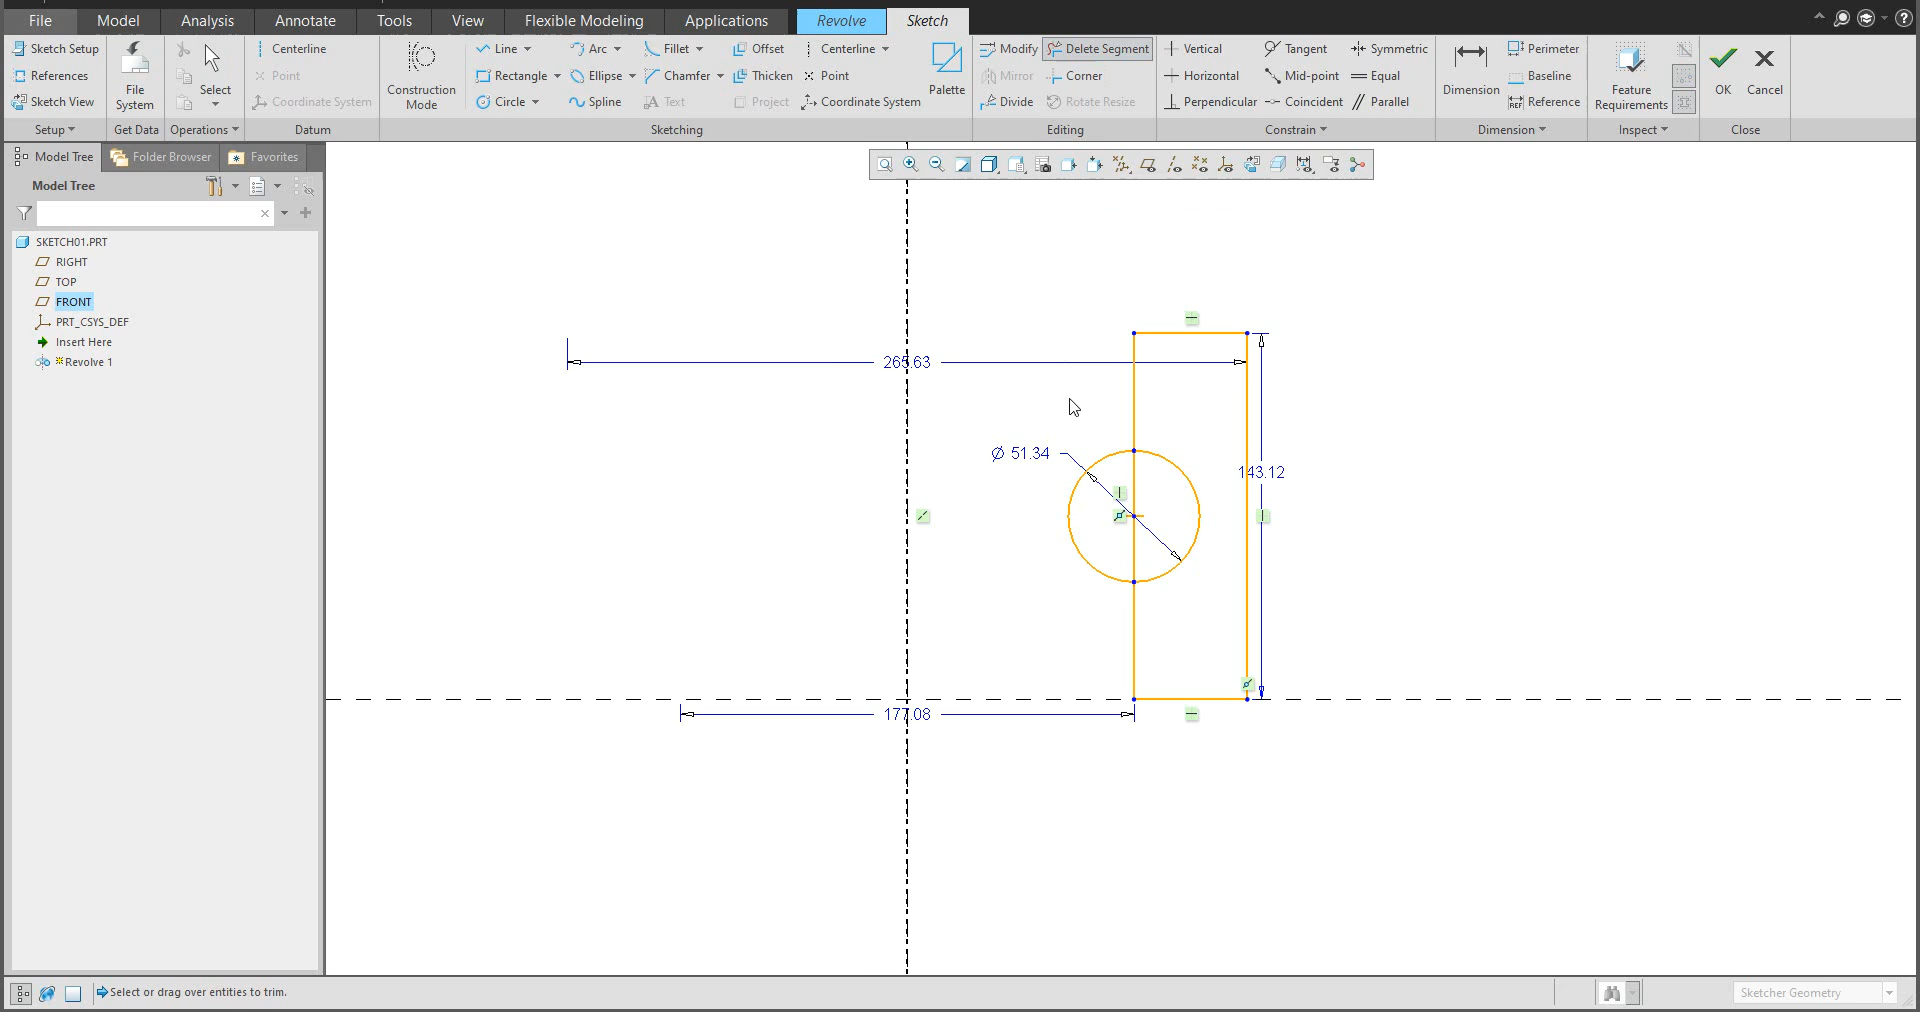 File Model Analysis Annotate Tools View Flexible Modeling Applications Revolve Sketch
Sketch Setup Centerline Line Arc Fillet Offset Centerline Modify Delete Segment Vertical Tangent Symmetric Perimeter
References Point Rectangle Ellipse Chamfer Thicken Point Mirror Corner Horizontal Mid-point Equal Baseline
File System Select Construction Mode Palette Dimension Feature Requirements OK Cancel
Sketch View Coordinate System Circle Spline Text Project Coordinate System Divide Rotate Resize Perpendicular Coincident Parallel Reference
Setup Get Data Operations Datum Sketching Editing Constrain Dimension Inspect Close
Model Tree Folder Browser Favorites
Model Tree
SKETCH01.PRT
RIGHT
TOP
FRONT
PRT_CSYS_DEF
Insert Here
Revolve 1
265.63
Ø 51.34
143.12
177.08
Select or drag over entities to trim.
Sketcher Geometry